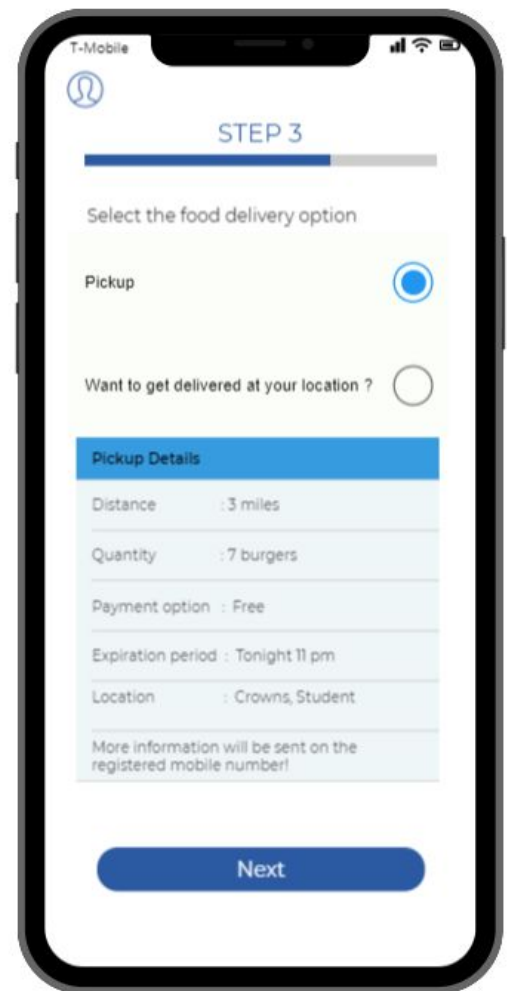 T-Mobile
STEP 3
Select the food delivery option
Pickup
Want to get delivered at your location ?
Pickup Details
Distance : 3 miles
Quantity : 7 burgers
Payment option : Free
Expiration period : Tonight 11 pm
Location : Crowns, Student
More information will be sent on the
registered mobile number!
Next